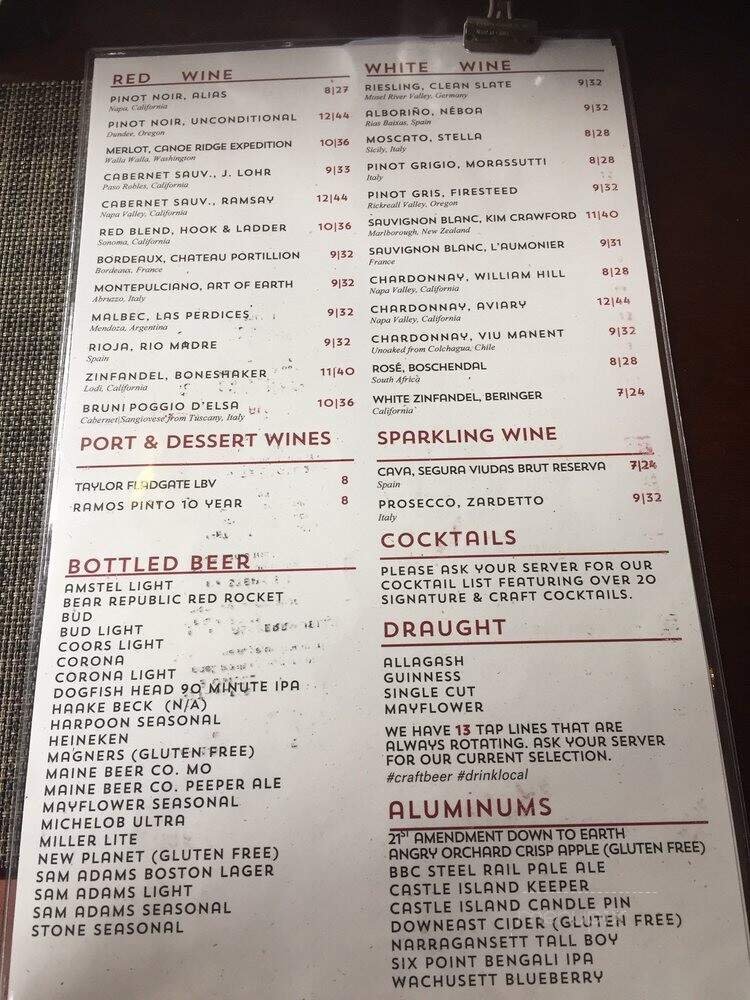 RED WINE
PINOT NOIR, ALIAS 8|27
Napa, California
PINOT NOIR, UNCONDITIONAL 12|44
Dundee, Oregon
MERLOT, CANOE RIDGE EXPEDITION 10|36
Walla Walla, Washington
CABERNET SAUV., J. LOHR 9|33
Paso Robles, California
CABERNET SAUV., RAMSAY 12|44
Napa Valley, California
RED BLEND, HOOK & LADDER 10|36
Sonoma, California
BORDEAUX, CHATEAU PORTILLION 9|32
Bordeaux, France
MONTEPULCIANO, ART OF EARTH 9|32
Abruzzo, Italy
MALBEC, LAS PERDICES 9|32
Mendoza, Argentina
RIOJA, RIO MADRE 9|32
Spain
ZINFANDEL, BONESHAKER 11|40
Lodi, California
BRUNI POGGIO D'ELSA 10|36
Cabernet|Sangiovese from Tuscany, Italy
PORT & DESSERT WINES
TAYLOR FLADGATE LBV 8
RAMOS PINTO 10 YEAR 8
BOTTLED BEER
AMSTEL LIGHT
BEAR REPUBLIC RED ROCKET
BUD
BUD LIGHT
COORS LIGHT
CORONA
CORONA LIGHT
DOGFISH HEAD 90 MINUTE IPA
HAAKE BECK (N/A)
HARPOON SEASONAL
HEINEKEN
MAGNERS (GLUTEN FREE)
MAINE BEER CO. MO
MAINE BEER CO. PEEPER ALE
MAYFLOWER SEASONAL
MICHELOB ULTRA
MILLER LITE
NEW PLANET (GLUTEN FREE)
SAM ADAMS BOSTON LAGER
SAM ADAMS LIGHT
SAM ADAMS SEASONAL
STONE SEASONAL
WHITE WINE
RIESLING, CLEAN SLATE 9|32
Mosel River Valley, Germany
ALBORIÑO, NÉBOA 9|32
Rias Baixas, Spain
MOSCATO, STELLA 8|28
Sicily, Italy
PINOT GRIGIO, MORASSUTTI 8|28
Italy
PINOT GRIS, FIRESTEED 9|32
Rickreall Valley, Oregon
SAUVIGNON BLANC, KIM CRAWFORD 11|40
Marlborough, New Zealand
SAUVIGNON BLANC, L'AUMONIER 9|31
France
CHARDONNAY, WILLIAM HILL 8|28
Napa Valley, California
CHARDONNAY, AVIARY 12|44
Napa Valley, California
CHARDONNAY, VIU MANENT 9|32
Unoaked from Colchagua, Chile
ROSÉ, BOSCHENDAL 8|28
South Africa
WHITE ZINFANDEL, BERINGER 7|24
California
SPARKLING WINE
CAVA, SEGURA VIUDAS BRUT RESERVA 7|24
Spain
PROSECCO, ZARDETTO 9|32
Italy
COCKTAILS
PLEASE ASK YOUR SERVER FOR OUR
COCKTAIL LIST FEATURING OVER 20
SIGNATURE & CRAFT COCKTAILS.
DRAUGHT
ALLAGASH
GUINNESS
SINGLE CUT
MAYFLOWER
WE HAVE 13 TAP LINES THAT ARE
ALWAYS ROTATING. ASK YOUR SERVER
FOR OUR CURRENT SELECTION.
#craftbeer #drinklocal
ALUMINUMS
21ST AMENDMENT DOWN TO EARTH
ANGRY ORCHARD CRISP APPLE (GLUTEN FREE)
BBC STEEL RAIL PALE ALE
CASTLE ISLAND KEEPER
CASTLE ISLAND CANDLE PIN
DOWNEAST CIDER (GLUTEN FREE)
NARRAGANSETT TALL BOY
SIX POINT BENGALI IPA
WACHUSETT BLUEBERRY